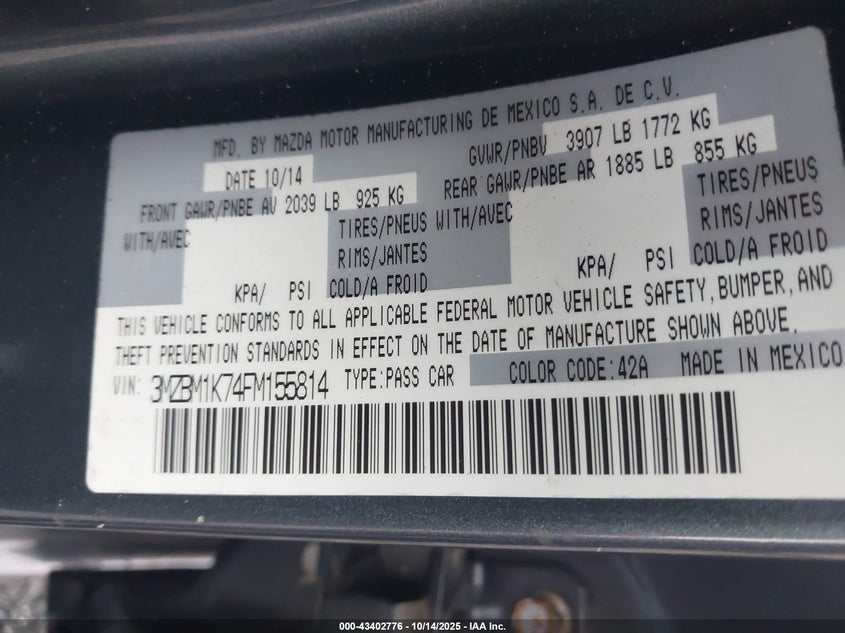 MFD. BY MAZDA MOTOR MANUFACTURING DE MEXICO S.A. DE C.V.
DATE 10/14 GVWR/PNBV 3907 LB 1772 KG
FRONT GAWR/PNBE AV 2039 LB 925 KG REAR GAWR/PNBE AR 1885 LB 855 KG
WITH/AVEC TIRES/PNEUS WITH/AVEC TIRES/PNEUS
RIMS/JANTES RIMS/JANTES
KPA/ PSI COLD/A FROID KPA/ PSI COLD/A FROID
THIS VEHICLE CONFORMS TO ALL APPLICABLE FEDERAL MOTOR VEHICLE SAFETY, BUMPER, AND
THEFT PREVENTION STANDARDS IN EFFECT ON THE DATE OF MANUFACTURE SHOWN ABOVE.
VIN: 3MZBM1K74FM155814 TYPE:PASS CAR COLOR CODE:42A MADE IN MEXICO
000-43402776 - 10/14/2025 - IAA Inc.